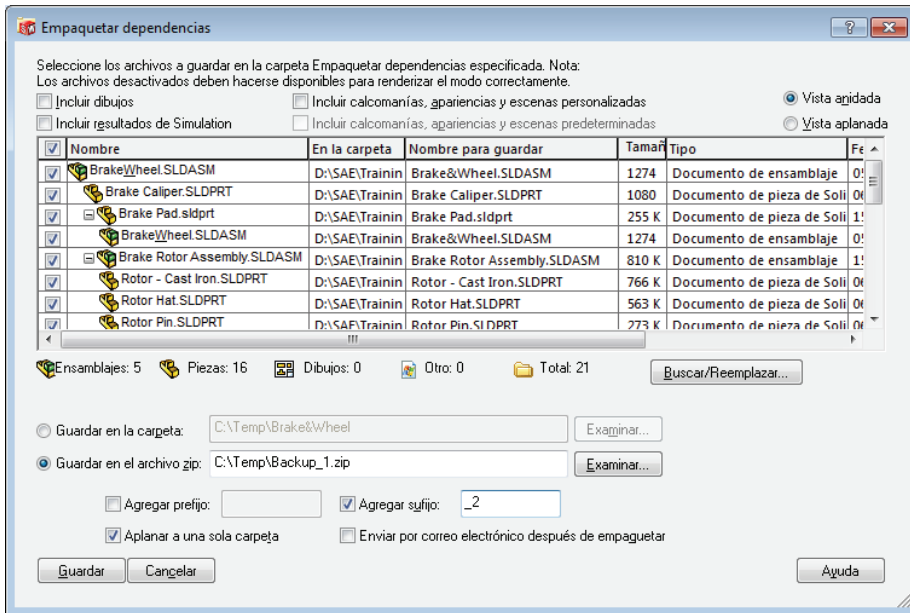 Empaquetar dependencias
Seleccione los archivos a guardar en la carpeta Empaquetar dependencias especificada. Nota:
Los archivos desactivados deben hacerse disponibles para renderizar el modo correctamente.
Incluir dibujos Incluir calcomanías, apariencias y escenas personalizadas Vista anidada
Incluir resultados de Simulation Incluir calcomanías, apariencias y escenas predeterminadas Vista aplanada
Nombre En la carpeta Nombre para guardar Tamañ Tipo Fe
BrakeWheel.SLDASM D:\SAE\Trainin Brake&Wheel.SLDASM 1274 Documento de ensamblaje 05
Brake Caliper.SLDPRT D:\SAE\Trainin Brake Caliper.SLDPRT 1080 Documento de pieza de Soli 06
Brake Pad.sldprt D:\SAE\Trainin Brake Pad.sldprt 255 K Documento de pieza de Soli 15
BrakeWheel.SLDASM D:\SAE\Trainin Brake&Wheel.SLDASM 1274 Documento de ensamblaje 05
Brake Rotor Assembly.SLDASM D:\SAE\Trainin Brake Rotor Assembly.SLDASM 810 K Documento de ensamblaje 15
Rotor - Cast Iron.SLDPRT D:\SAE\Trainin Rotor - Cast Iron.SLDPRT 766 K Documento de pieza de Soli 06
Rotor Hat.SLDPRT D:\SAE\Trainin Rotor Hat.SLDPRT 563 K Documento de pieza de Soli 06
Rotor Pin.SLDPRT D:\SAE\Trainin Rotor Pin.SLDPRT 273 K Documento de pieza de Soli 06
Ensamblajes: 5 Piezas: 16 Dibujos: 0 Otro: 0 Total: 21 Buscar/Reemplazar...
Guardar en la carpeta: C:\Temp\Brake&Wheel Examinar...
Guardar en el archivo zip: C:\Temp\Backup_1.zip Examinar...
Agregar prefijo: Agregar sufijo: _2
Aplanar a una sola carpeta Enviar por correo electrónico después de empaquetar
Guardar Cancelar Ayuda